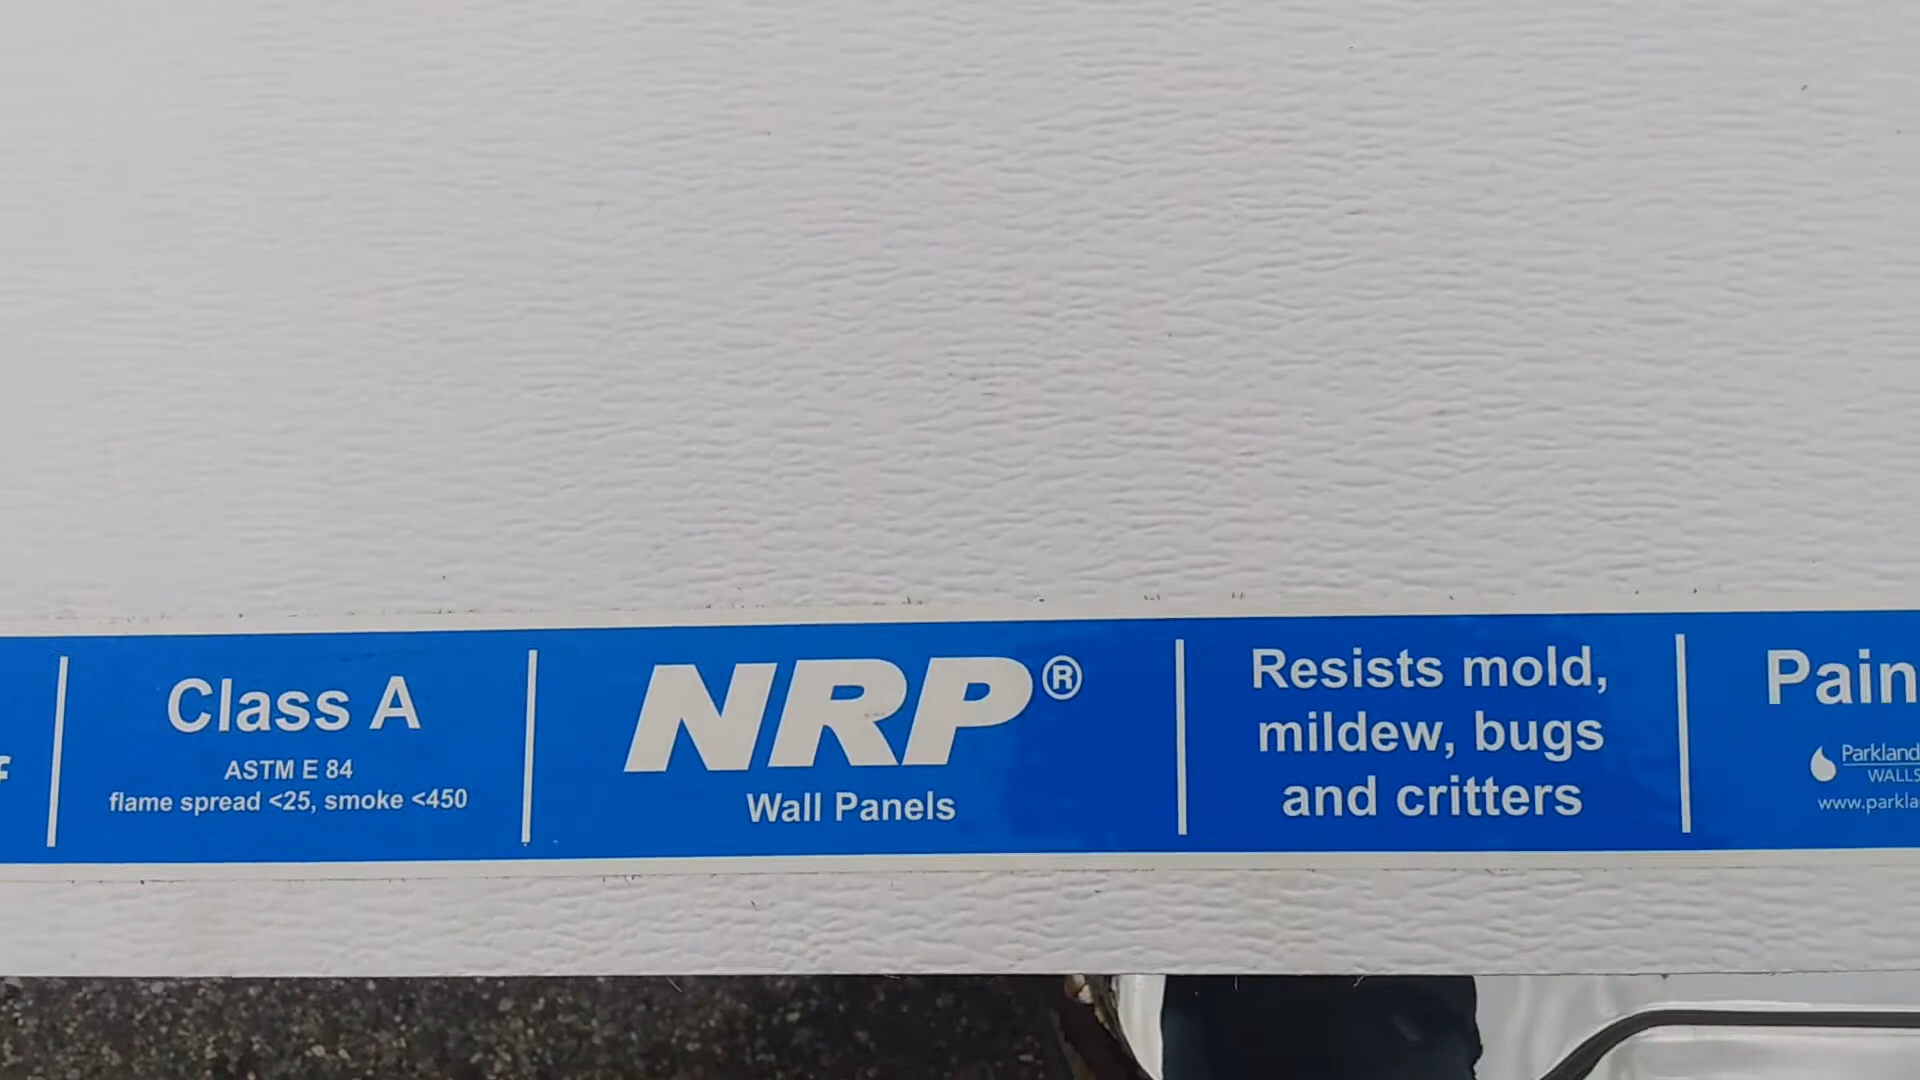 Class A
ASTM E 84
flame spread <25, smoke <450
NRP®
Wall Panels
Resists mold,
mildew, bugs
and critters
Pain
Parkland
WALLS
www.parkla